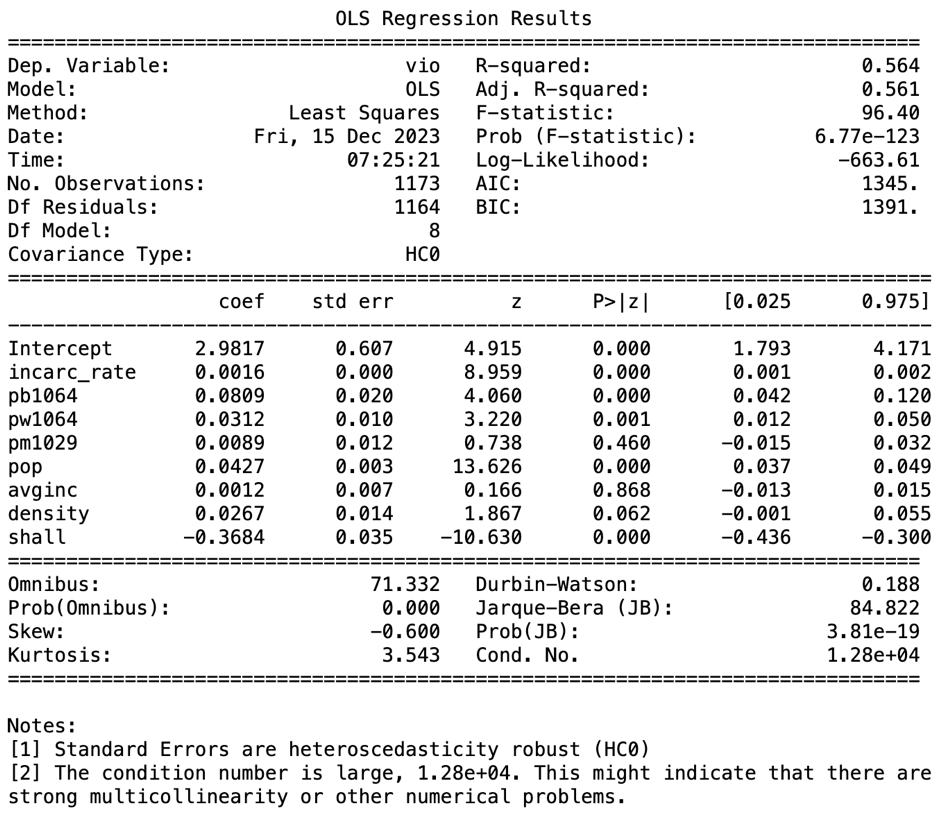 OLS Regression Results
==============================================================================
Dep. Variable:                    vio   R-squared:                       0.564
Model:                            OLS   Adj. R-squared:                  0.561
Method:                 Least Squares   F-statistic:                     96.40
Date:                Fri, 15 Dec 2023   Prob (F-statistic):          6.77e-123
Time:                        07:25:21   Log-Likelihood:                -663.61
No. Observations:                1173   AIC:                             1345.
Df Residuals:                    1164   BIC:                             1391.
Df Model:                           8
Covariance Type:                  HC0
===============================================================================
                  coef    std err          z      P>|z|      [0.025      0.975]
-------------------------------------------------------------------------------
Intercept       2.9817      0.607      4.915      0.000       1.793       4.171
incarc_rate     0.0016      0.000      8.959      0.000       0.001       0.002
pb1064          0.0809      0.020      4.060      0.000       0.042       0.120
pw1064          0.0312      0.010      3.220      0.001       0.012       0.050
pm1029          0.0089      0.012      0.738      0.460      -0.015       0.032
pop             0.0427      0.003     13.626      0.000       0.037       0.049
avginc          0.0012      0.007      0.166      0.868      -0.013       0.015
density         0.0267      0.014      1.867      0.062      -0.001       0.055
shall          -0.3684      0.035    -10.630      0.000      -0.436      -0.300
==============================================================================
Omnibus:                       71.332   Durbin-Watson:                   0.188
Prob(Omnibus):                  0.000   Jarque-Bera (JB):               84.822
Skew:                          -0.600   Prob(JB):                     3.81e-19
Kurtosis:                       3.543   Cond. No.                     1.28e+04
==============================================================================

Notes:
[1] Standard Errors are heteroscedasticity robust (HC0)
[2] The condition number is large, 1.28e+04. This might indicate that there are
strong multicollinearity or other numerical problems.